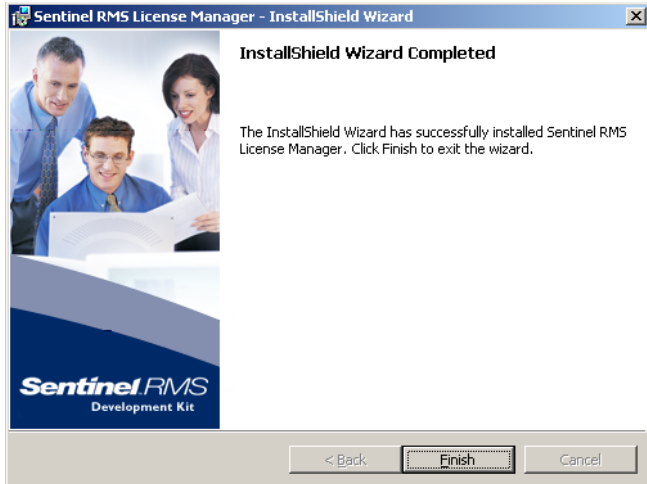 Sentinel RMS License Manager - InstallShield Wizard
InstallShield Wizard Completed
The InstallShield Wizard has successfully installed Sentinel RMS
License Manager. Click Finish to exit the wizard.
Sentinel.RMS
Development Kit
< Back
Finish
Cancel